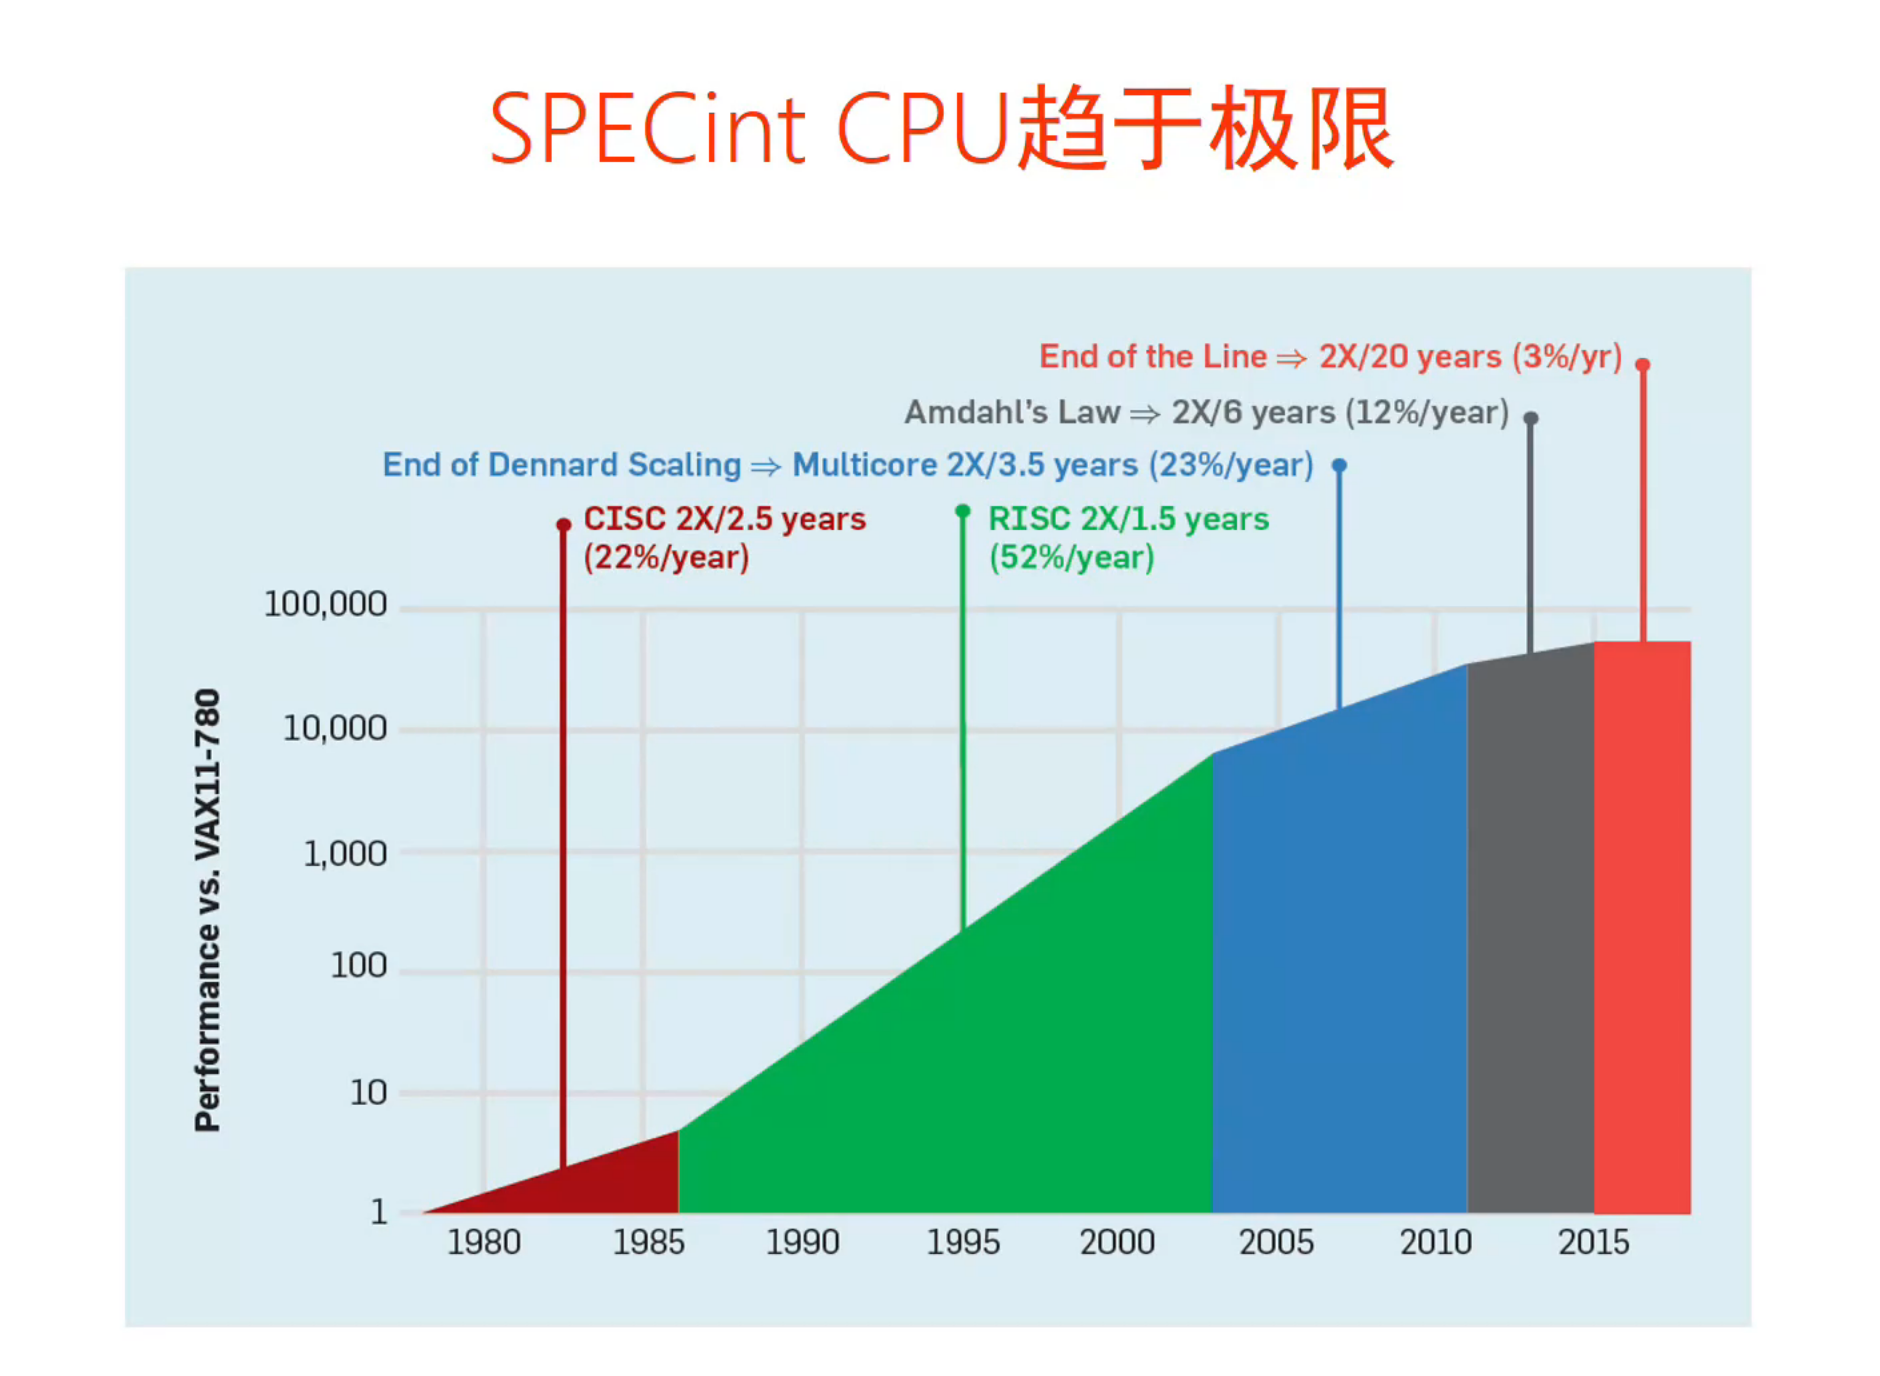 SPECint CPU趋于极限
End of the Line ⇒ 2X/20 years (3%/yr)
Amdahl's Law ⇒ 2X/6 years (12%/year)
End of Dennard Scaling ⇒ Multicore 2X/3.5 years (23%/year)
CISC 2X/2.5 years
(22%/year)
RISC 2X/1.5 years
(52%/year)
Performance vs. VAX11-780
100,000
10,000
1,000
100
10
1
1980 1985 1990 1995 2000 2005 2010 2015